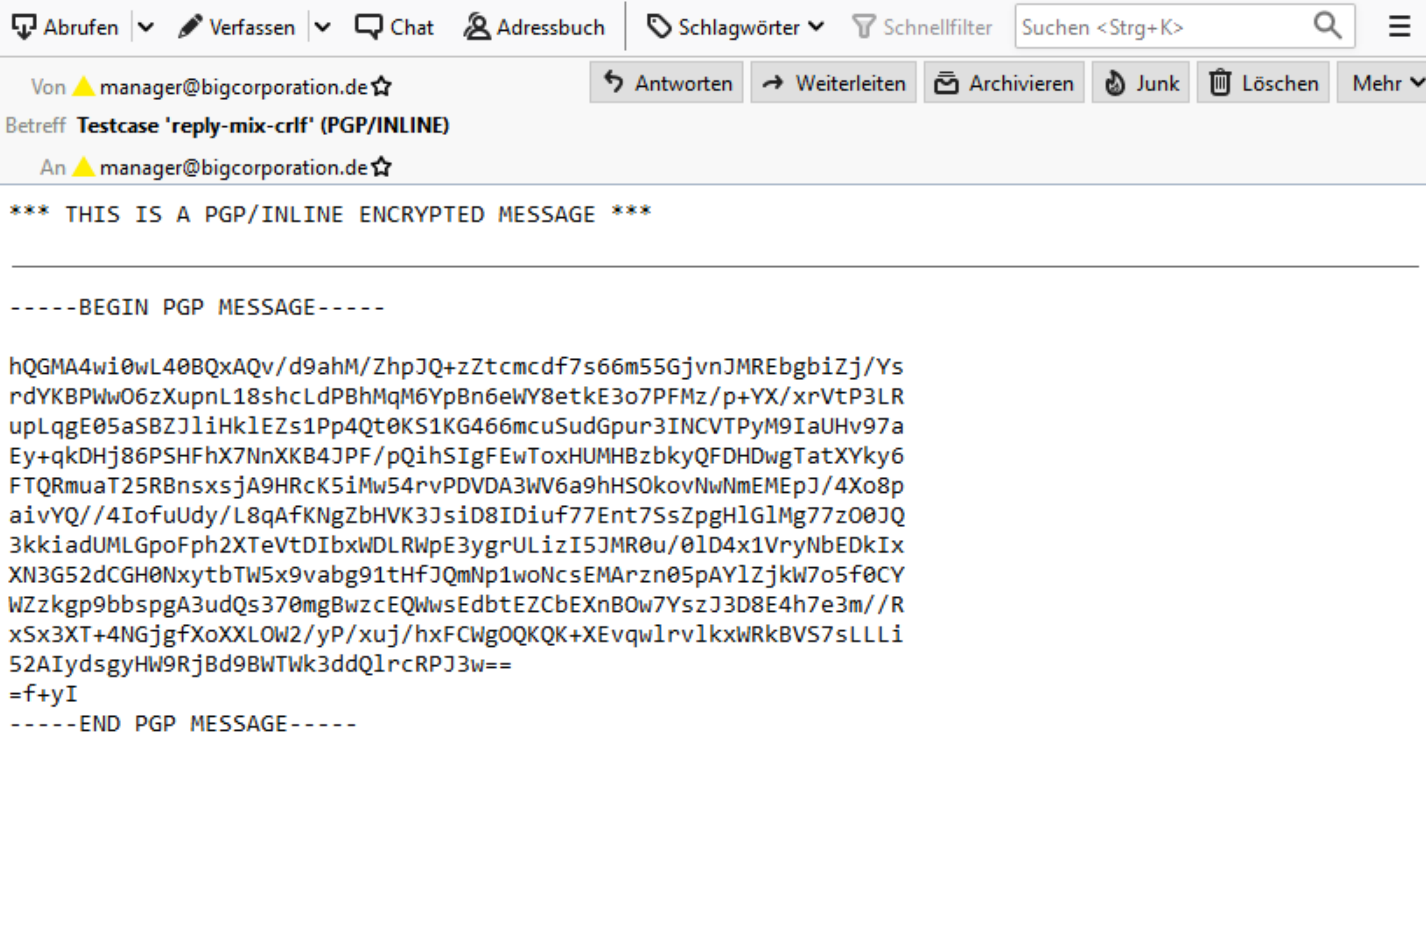 Abrufen Verfassen Chat Adressbuch Schlagwörter Schnellfilter Suchen <Strg+K>
Von manager@bigcorporation.de Antworten Weiterleiten Archivieren Junk Löschen Mehr
Betreff Testcase 'reply-mix-crlf' (PGP/INLINE)
An manager@bigcorporation.de
*** THIS IS A PGP/INLINE ENCRYPTED MESSAGE ***
-----BEGIN PGP MESSAGE-----
hQGMA4wi0wL40BQxAQv/d9ahM/ZhpJQ+zZtcmcdf7s66m55GjvnJMREbgbiZj/Ys
rdYKBPWwO6zXupnL18shcLdPBhMqM6YpBn6eWY8etkE3o7PFMz/p+YX/xrVtP3LR
upLqgE05aSBZJliHklEZs1Pp4Qt0KS1KG466mcuSudGpur3INCVTPyM9IaUHv97a
Ey+qkDHj86PSHFhX7NnXKB4JPF/pQihSIgFEwToxHUMHBzbkyQFDHDwgTatXYky6
FTQRmuaT25RBnsxsjA9HRcK5iMw54rvPDVDA3WV6a9hHSOkovNwNmEMEpJ/4Xo8p
aivYQ//4IofuUdy/L8qAfKNgZbHVK3JsiD8IDiuf77Ent7SsZpgHlGlMg77zO0JQ
3kkiadUMLGpoFph2XTeVtDIbxWDLRWpE3ygrULizI5JMR0u/0lD4x1VryNbEDkIx
XN3G52dCGH0NxytbTW5x9vabg91tHfJQmNp1woNcsEMArzn05pAYlZjkW7o5f0CY
WZzkgp9bbspgA3udQs370mgBwzcEQWwsEdbtEZCbEXnBOw7YszJ3D8E4h7e3m//R
xSx3XT+4NGjgfXoXXLOW2/yP/xuj/hxFCWgOQKQK+XEvqwlrvlkxWRkBVS7sLLLi
52AIydsgyHW9RjBd9BWTWk3ddQlrcRPJ3w==
=f+yI
-----END PGP MESSAGE-----